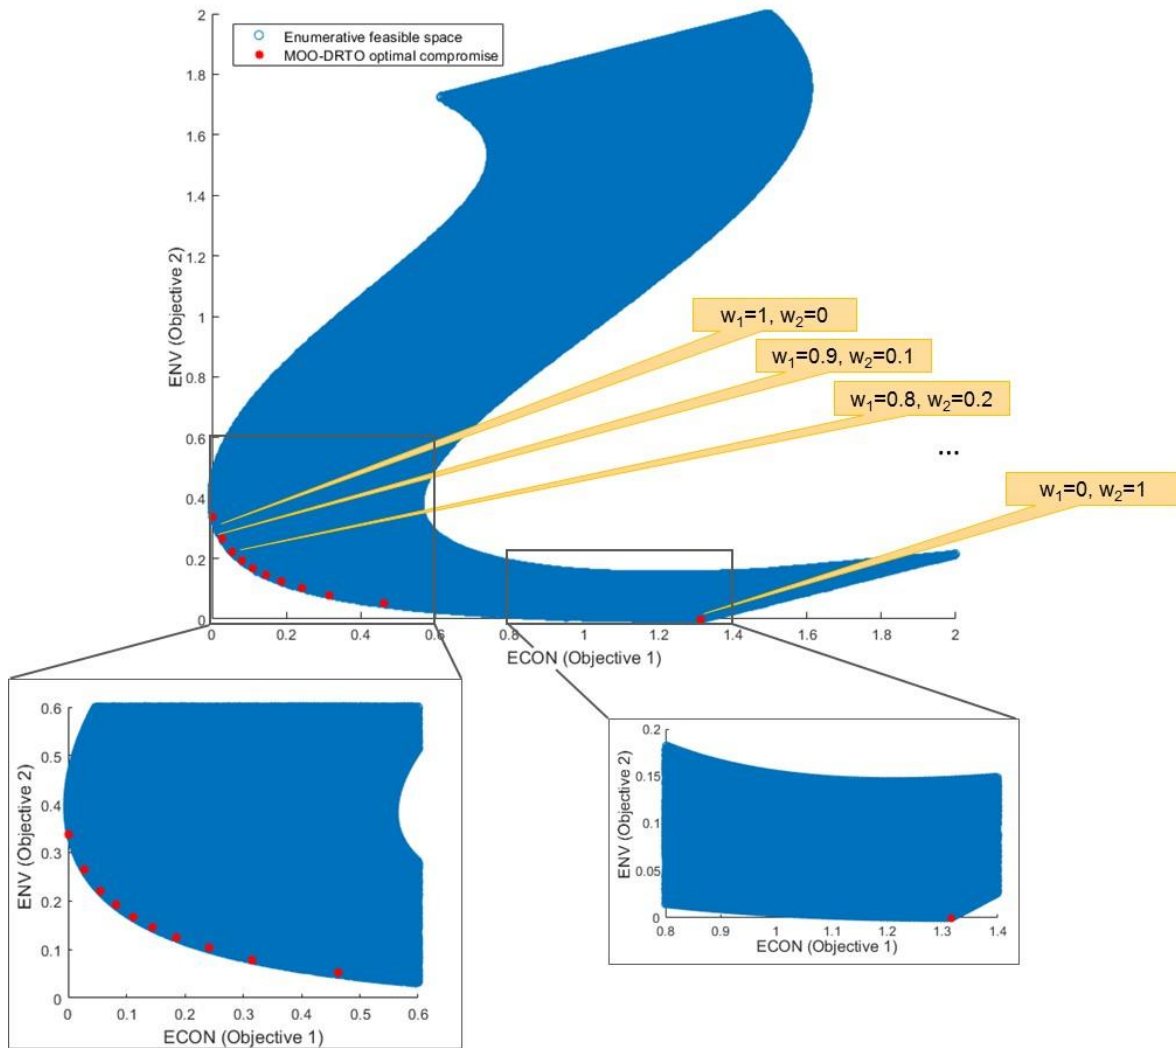 Enumerative feasible space
MOO-DRTO optimal compromise
2
1.8
1.6
1.4
1.2
1
0.8
0.6
0.4
0.2
0
ENV (Objective 2)
w₁=1, w₂=0
w₁=0.9, w₂=0.1
w₁=0.8, w₂=0.2
...
w₁=0, w₂=1
0 0.2 0.4 0.6 0.8 1 1.2 1.4 1.6 1.8 2
ECON (Objective 1)
0.6
0.5
0.4
0.3
0.2
0.1
0
ENV (Objective 2)
0 0.1 0.2 0.3 0.4 0.5 0.6
ECON (Objective 1)
0.2
0.15
0.1
0.05
0
ENV (Objective 2)
0.8 0.9 1 1.1 1.2 1.3 1.4
ECON (Objective 1)